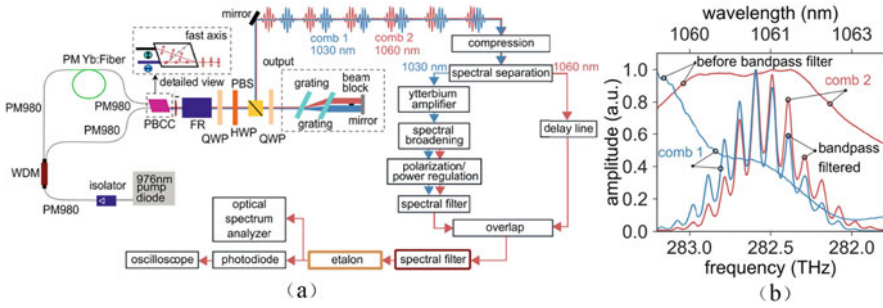 mirror
comb 1
1030 nm
comb 2
1060 nm
PM Yb:Fiber
fast axis
detailed view
PM980
PM980
PM980
PBCC
FR
QWP
HWP
PBS
QWP
output
grating
grating
beam
block
mirror
WDM
isolator
PM980
976nm
pump
diode
compression
1030 nm
spectral separation
1060 nm
ytterbium
amplifier
spectral
broadening
polarization/
power regulation
spectral filter
delay line
overlap
optical
spectrum
analyzer
oscilloscope
photodiode
etalon
spectral filter
(a)
wavelength (nm)
1060
1061
1063
amplitude (a.u.)
1.0
0.8
0.6
0.4
0.2
0.0
before bandpass filter
comb 2
comb 1
bandpass
filtered
283.0
282.5
282.0
frequency (THz)
(b)